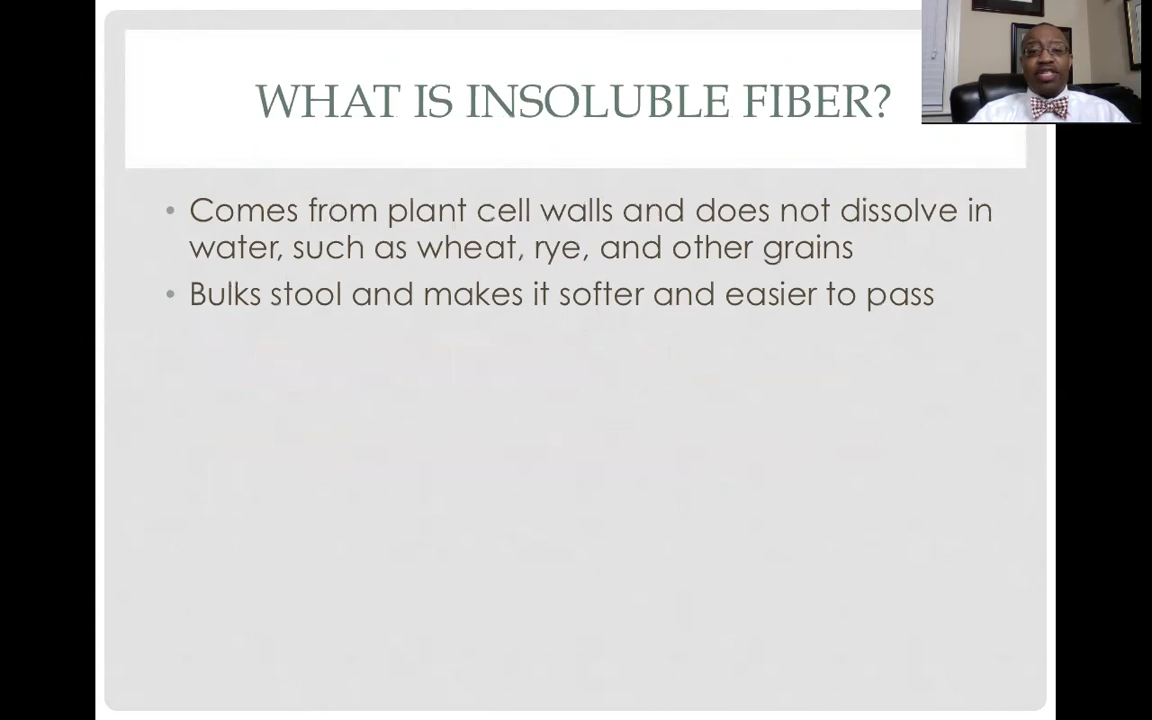 WHAT IS INSOLUBLE FIBER?
• Comes from plant cell walls and does not dissolve in
water, such as wheat, rye, and other grains
• Bulks stool and makes it softer and easier to pass